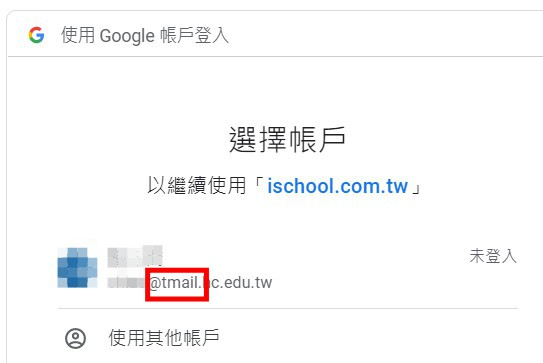 使用 Google 帳戶登入
選擇帳戶
以繼續使用「ischool.com.tw」
未登入
@tmail.  c.edu.tw
使用其他帳戶